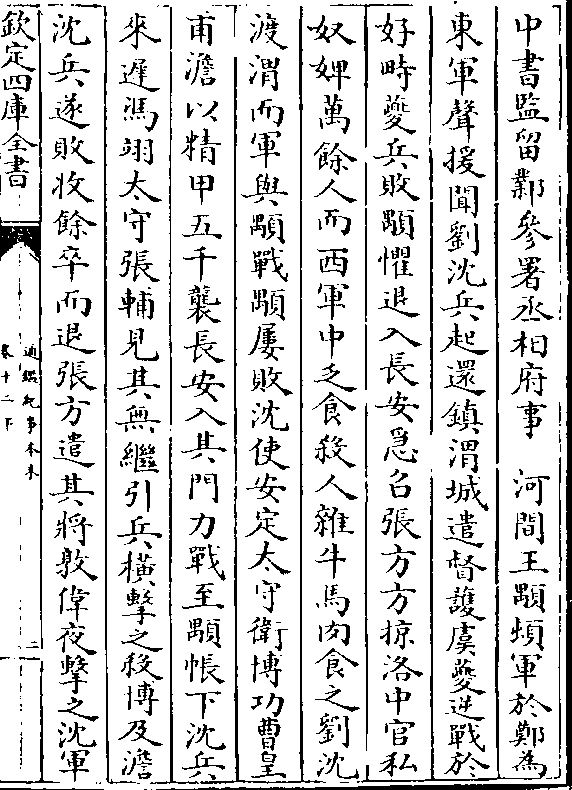 中書監留鄴參署丞相府事　河間王顒頓軍於鄭為
東軍聲援聞劉沈兵起還鎮渭城遣督護虞夔逆戰於
好畤夔兵敗顒懼退入長安急召張方方掠洛中官私
奴婢萬餘人而西軍中乏食殺人雜牛馬肉食之劉沈
渡渭而軍與顒戰顒屢敗沈使安定太守衛博功曹皇
甫澹以精甲五千襲長安入其門力戰至顒帳下沈兵
來遲馮翊太守張輔見其無繼引兵橫擊之殺博及澹
沈兵遂敗收餘卒而退張方遣其將敦偉夜擊之沈軍
欽定四庫全書
通鑑紀事本末
卷十二下
二